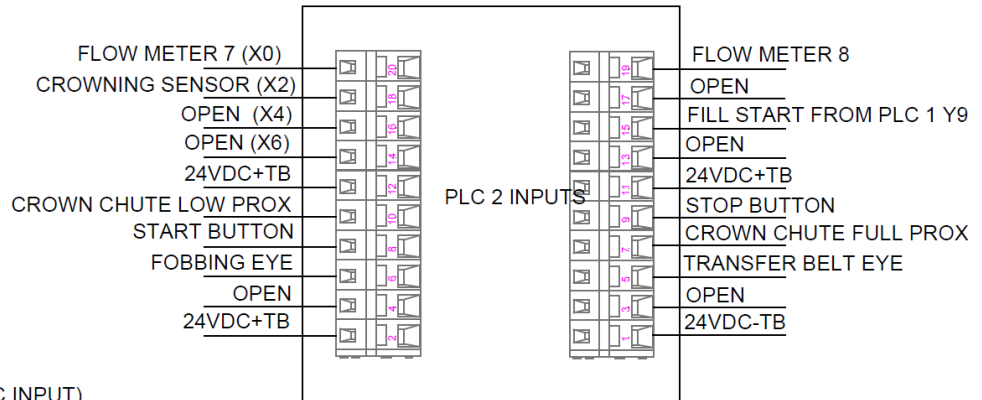 FLOW METER 7 (X0)
CROWNING SENSOR (X2)
OPEN (X4)
OPEN (X6)
24VDC+TB
CROWN CHUTE LOW PROX
START BUTTON
FOBBING EYE
OPEN
24VDC+TB
20
18
16
14
12
10
8
6
4
2
PLC 2 INPUTS
19
17
15
13
11
9
7
5
3
1
FLOW METER 8
OPEN
FILL START FROM PLC 1 Y9
OPEN
24VDC+TB
STOP BUTTON
CROWN CHUTE FULL PROX
TRANSFER BELT EYE
OPEN
24VDC-TB
C INPUT)